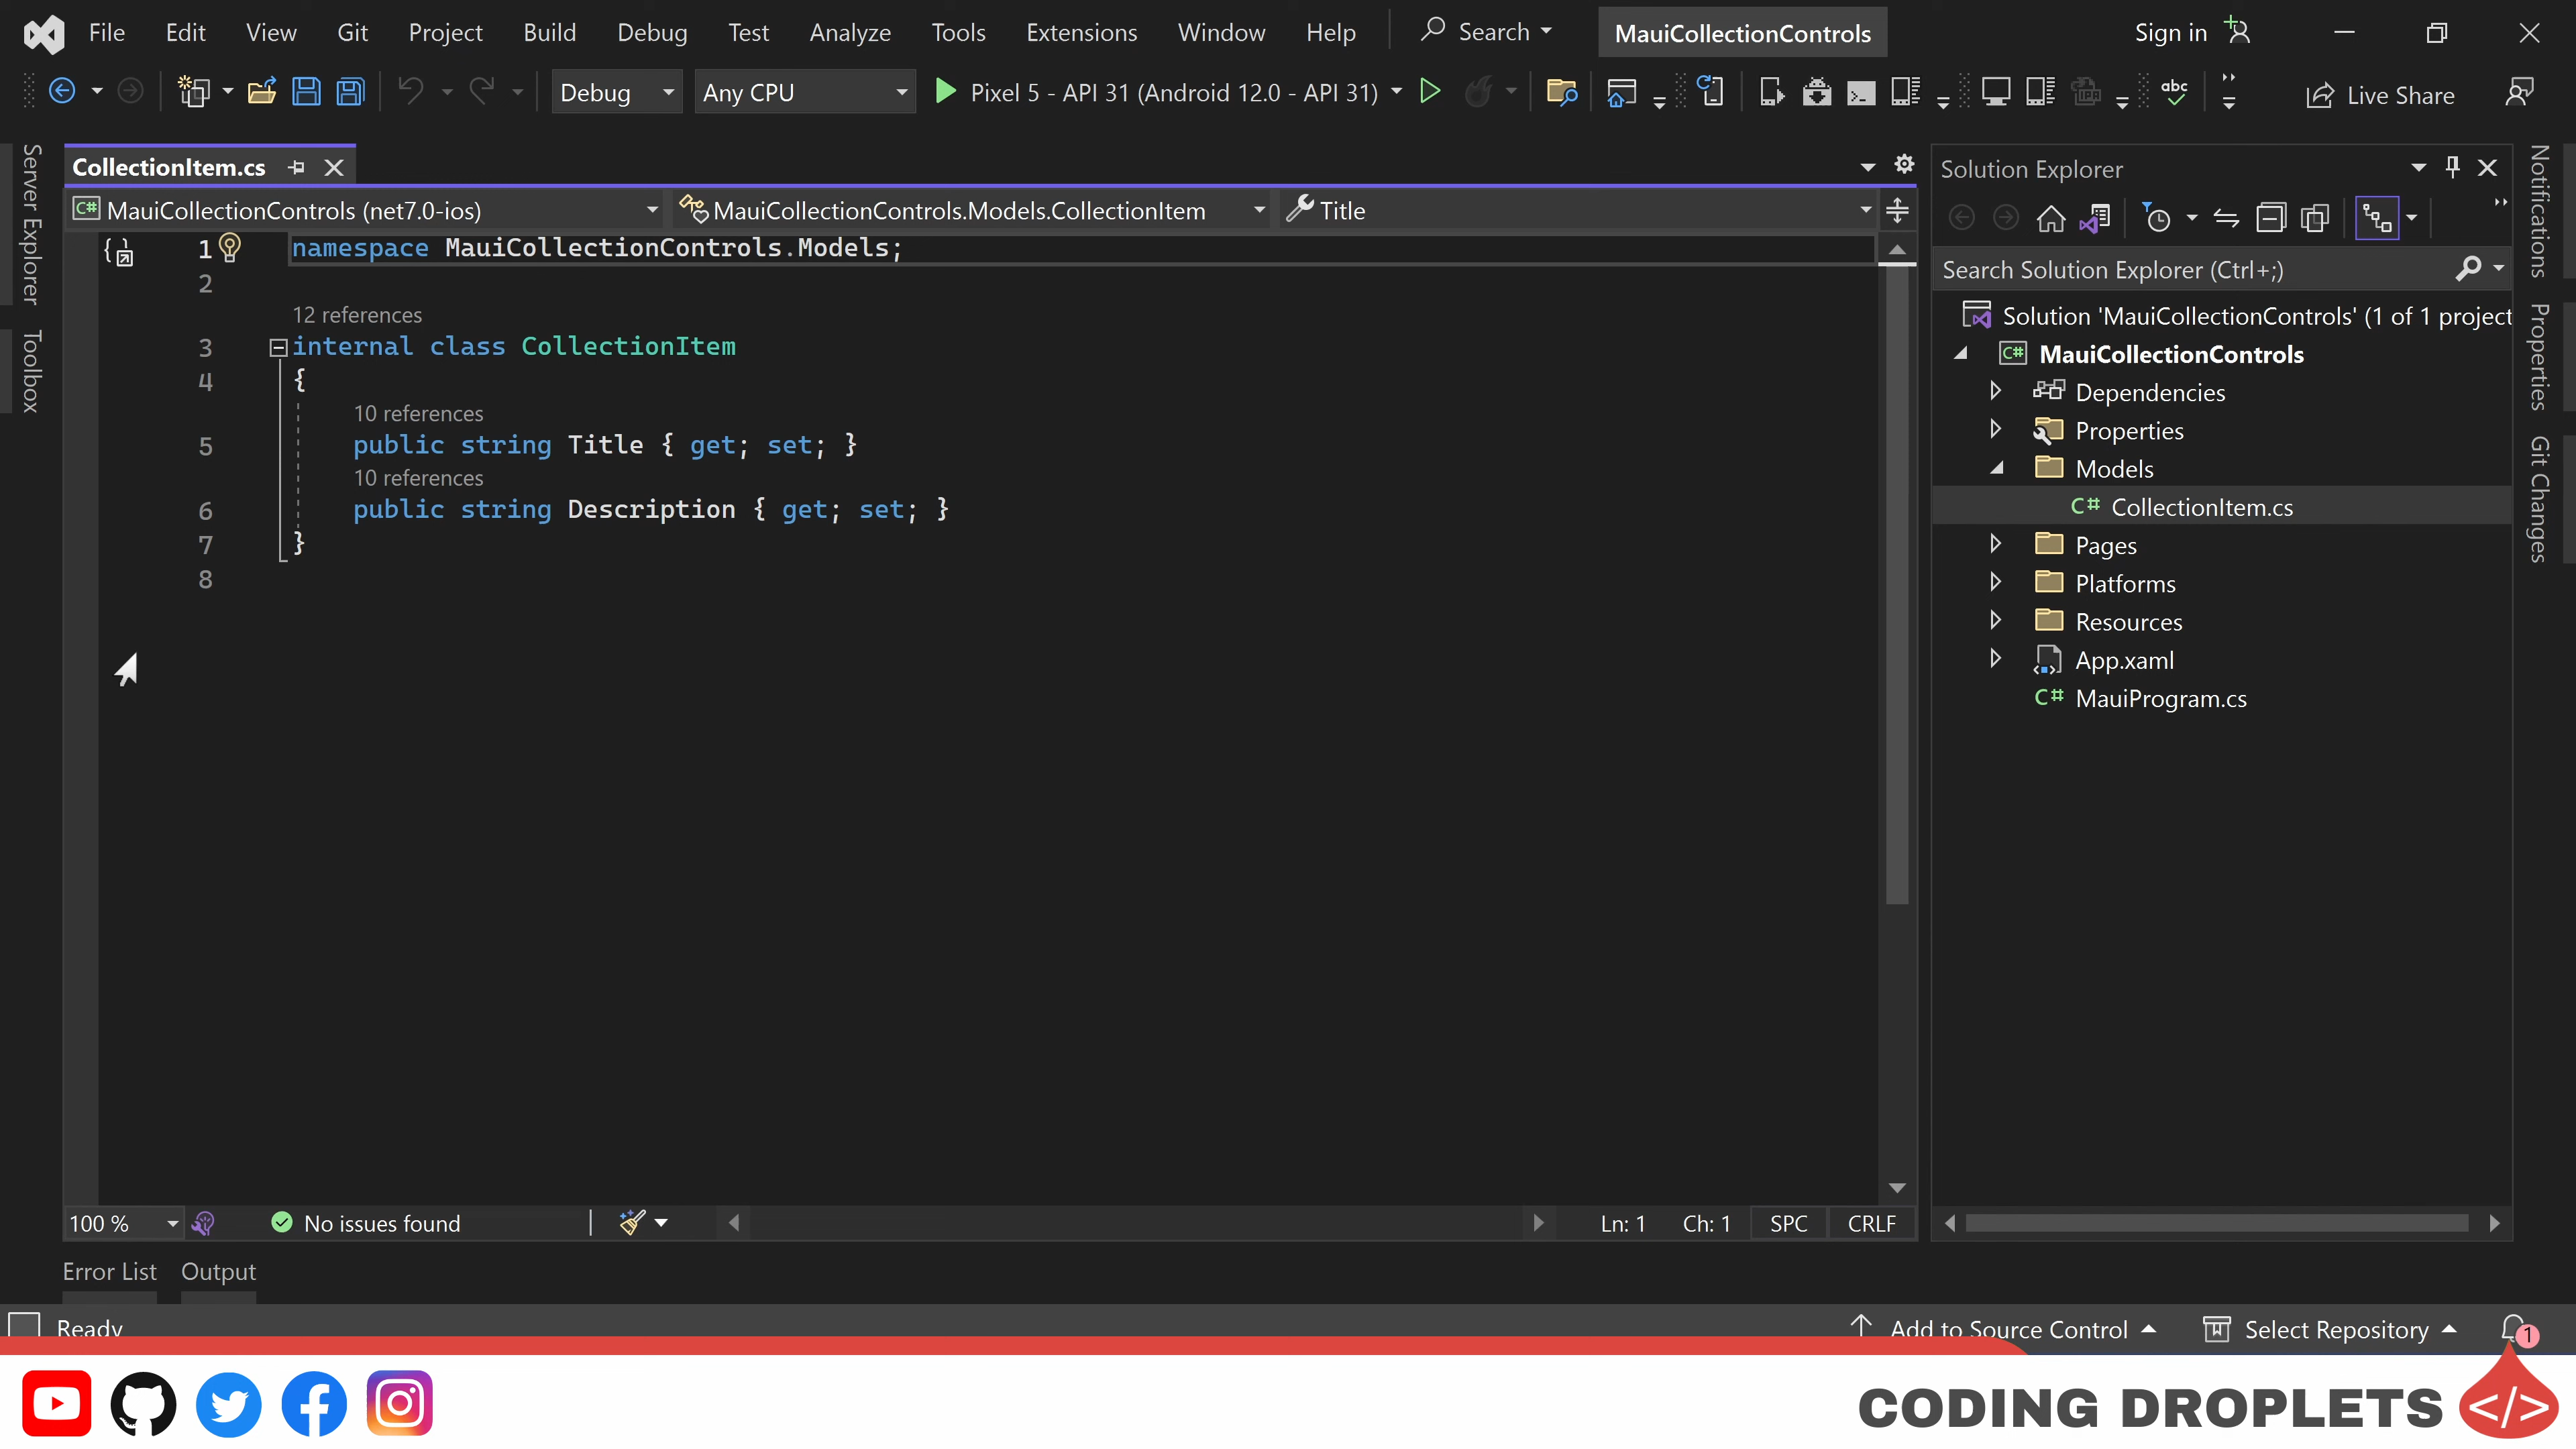 File Edit View Git Project Build Debug Test Analyze Tools Extensions Window Help Search MauiCollectionControls Sign in
Debug Any CPU Pixel 5 - API 31 (Android 12.0 - API 31) abc Live Share
Server Explorer
Toolbox
CollectionItem.cs
C# MauiCollectionControls (net7.0-ios) MauiCollectionControls.Models.CollectionItem Title
1 namespace MauiCollectionControls.Models;
2
12 references
3 internal class CollectionItem
4 {
10 references
5 public string Title { get; set; }
10 references
6 public string Description { get; set; }
7 }
8
100 % No issues found Ln: 1 Ch: 1 SPC CRLF
Solution Explorer
Search Solution Explorer (Ctrl+;)
Solution 'MauiCollectionControls' (1 of 1 project
C# MauiCollectionControls
Dependencies
Properties
Models
C# CollectionItem.cs
Pages
Platforms
Resources
App.xaml
C# MauiProgram.cs
Notifications
Properties
Git Changes
Error List Output
Ready Add to Source Control Select Repository 1
CODING DROPLETS </>